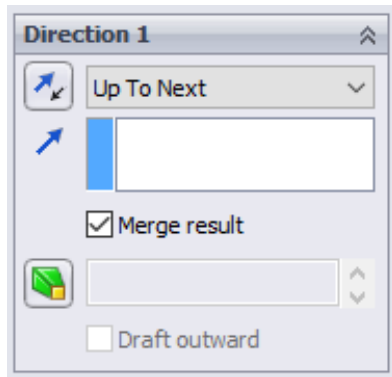 Direction 1
Up To Next
Merge result
Draft outward